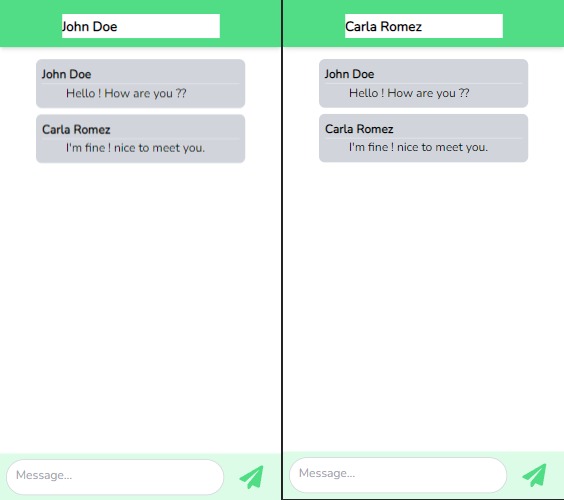 John Doe
John Doe
Hello ! How are you ??
Carla Romez
I'm fine ! nice to meet you.
Message...
Carla Romez
John Doe
Hello ! How are you ??
Carla Romez
I'm fine ! nice to meet you.
Message...